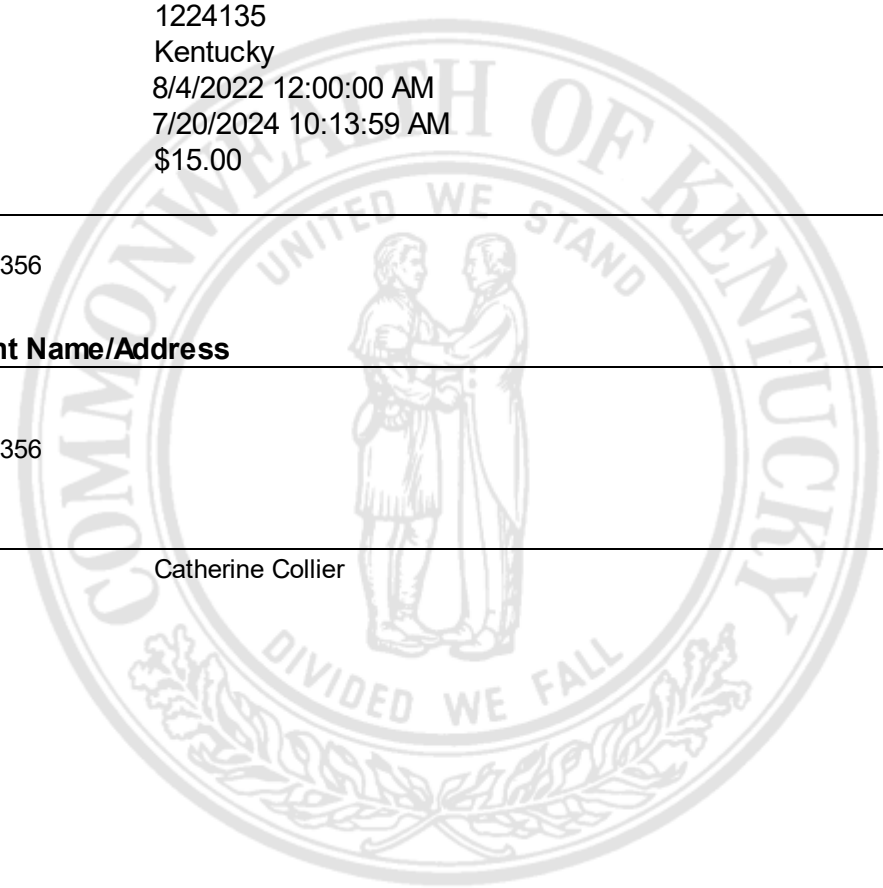 1224135
Kentucky
8/4/2022 12:00:00 AM
7/20/2024 10:13:59 AM
$15.00
356
nt Name/Address
356
Catherine Collier
COMMONWEALTH OF KENTUCKY
UNITED WE STAND
DIVIDED WE FALL